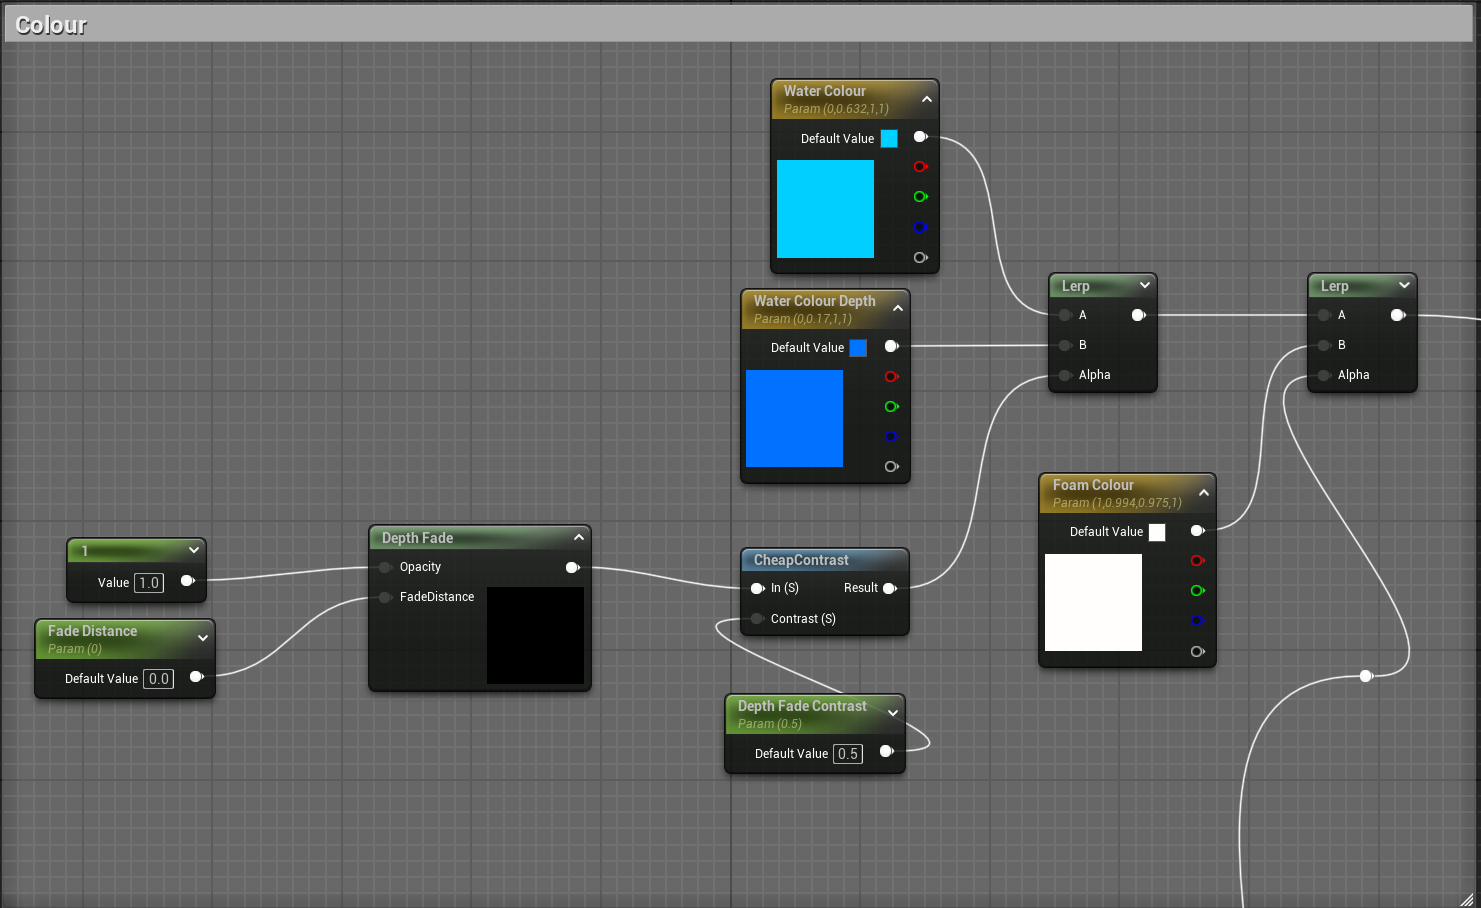 Colour
Water Colour
Param (0,0.632,1,1)
Default Value
Water Colour Depth
Param (0,0.17,1,1)
Default Value
Lerp
A
B
Alpha
Lerp
A
B
Alpha
Foam Colour
Param (1,0.994,0.975,1)
Default Value
1
Value 1.0
Fade Distance
Param (0)
Default Value 0.0
Depth Fade
Opacity
FadeDistance
CheapContrast
In (S) Result
Contrast (S)
Depth Fade Contrast
Param (0.5)
Default Value 0.5